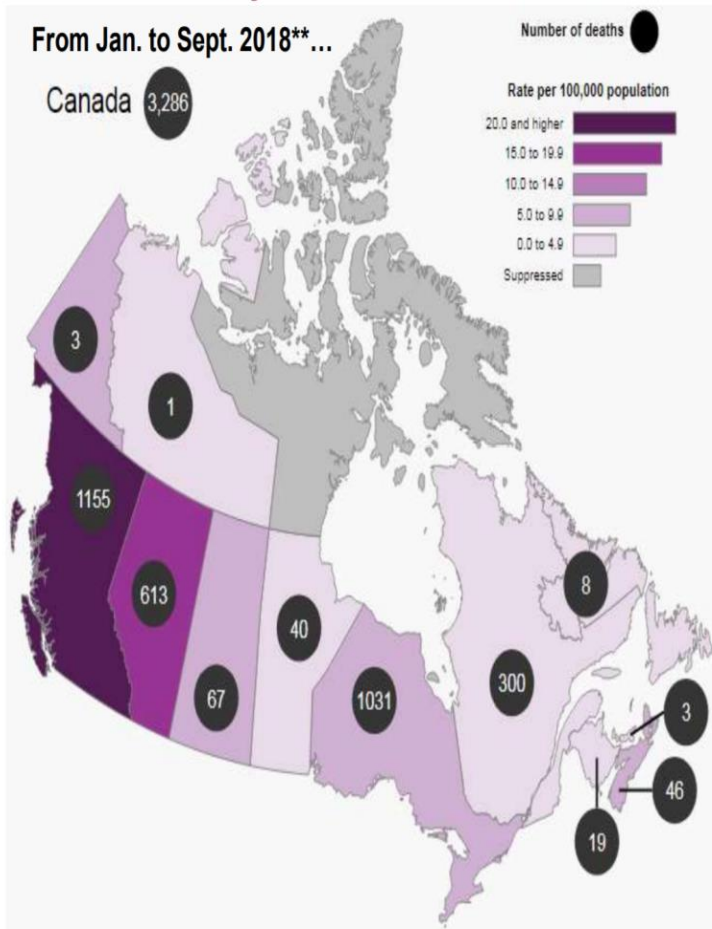 From Jan. to Sept. 2018**...
Canada 3,286
Number of deaths
Rate per 100,000 population
20.0 and higher
15.0 to 19.9
10.0 to 14.9
5.0 to 9.9
0.0 to 4.9
Suppressed
3
1
1155
613
67
40
1031
300
8
3
46
19